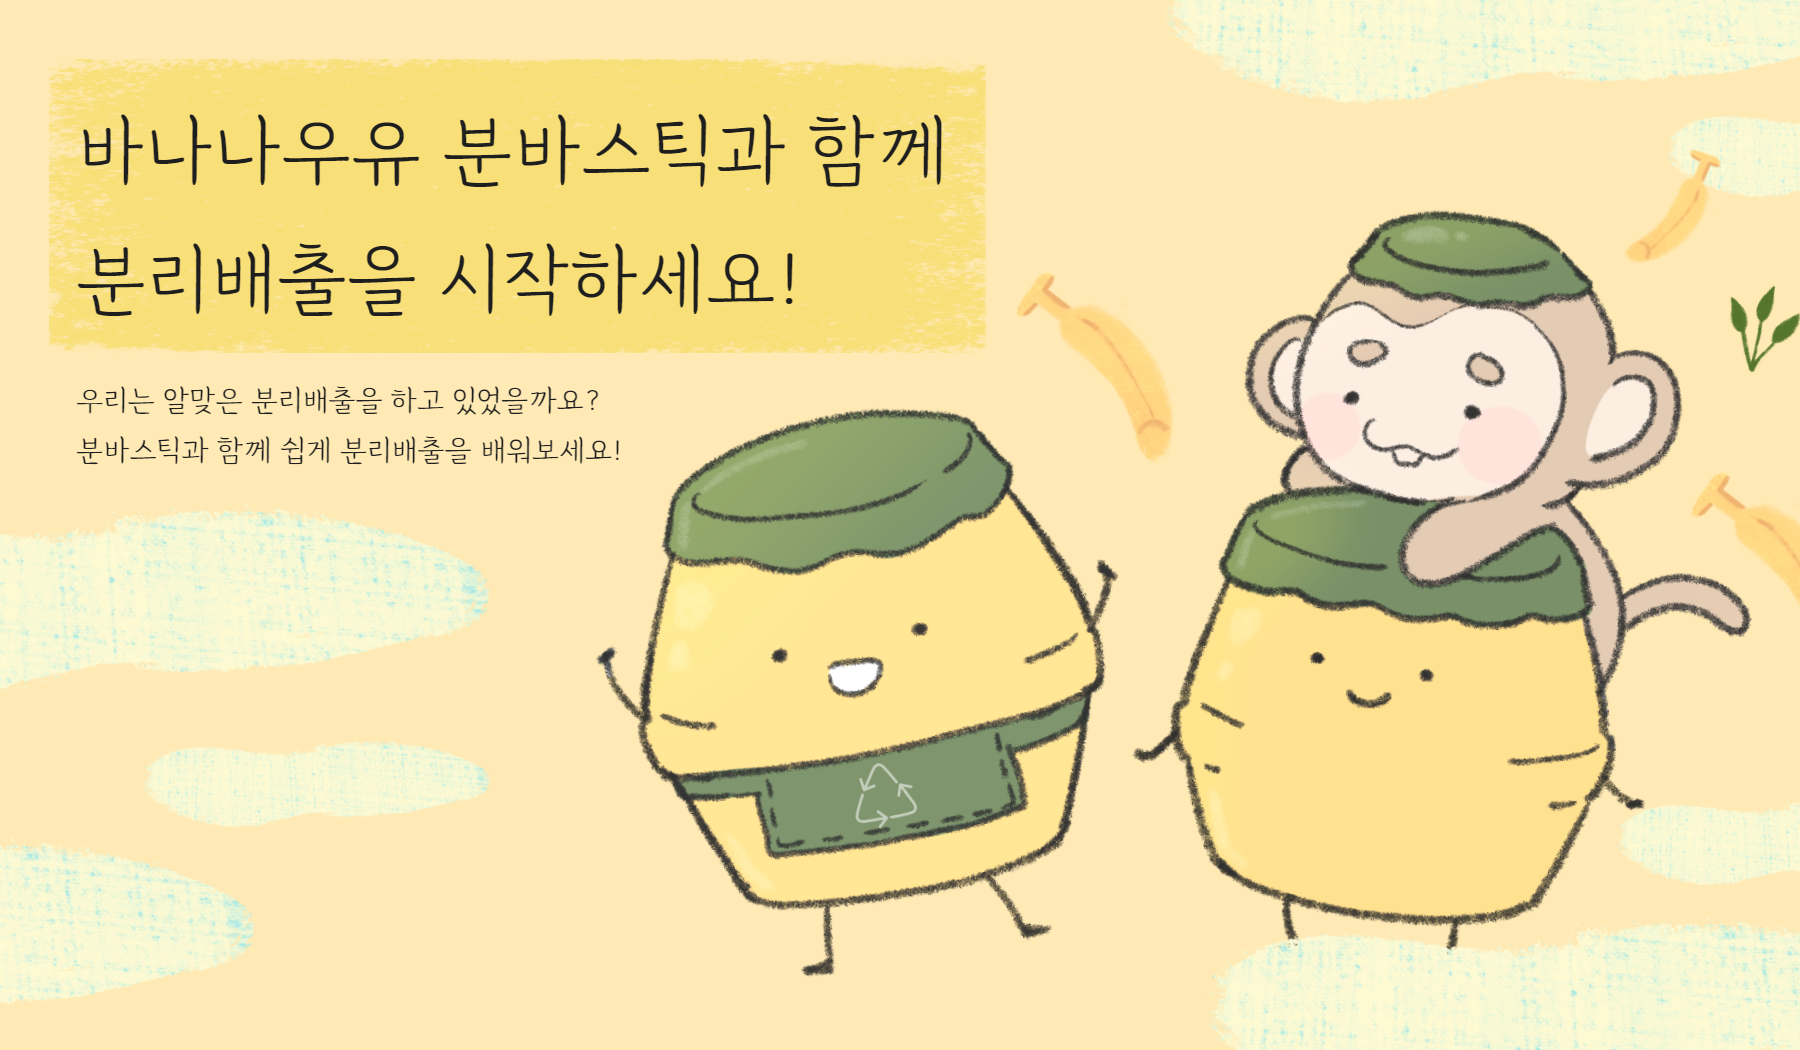 바나나우유 분바스틱과 함께
분리배출을 시작하세요!
우리는 알맞은 분리배출을 하고 있었을까요?
분바스틱과 함께 쉽게 분리배출을 배워보세요!